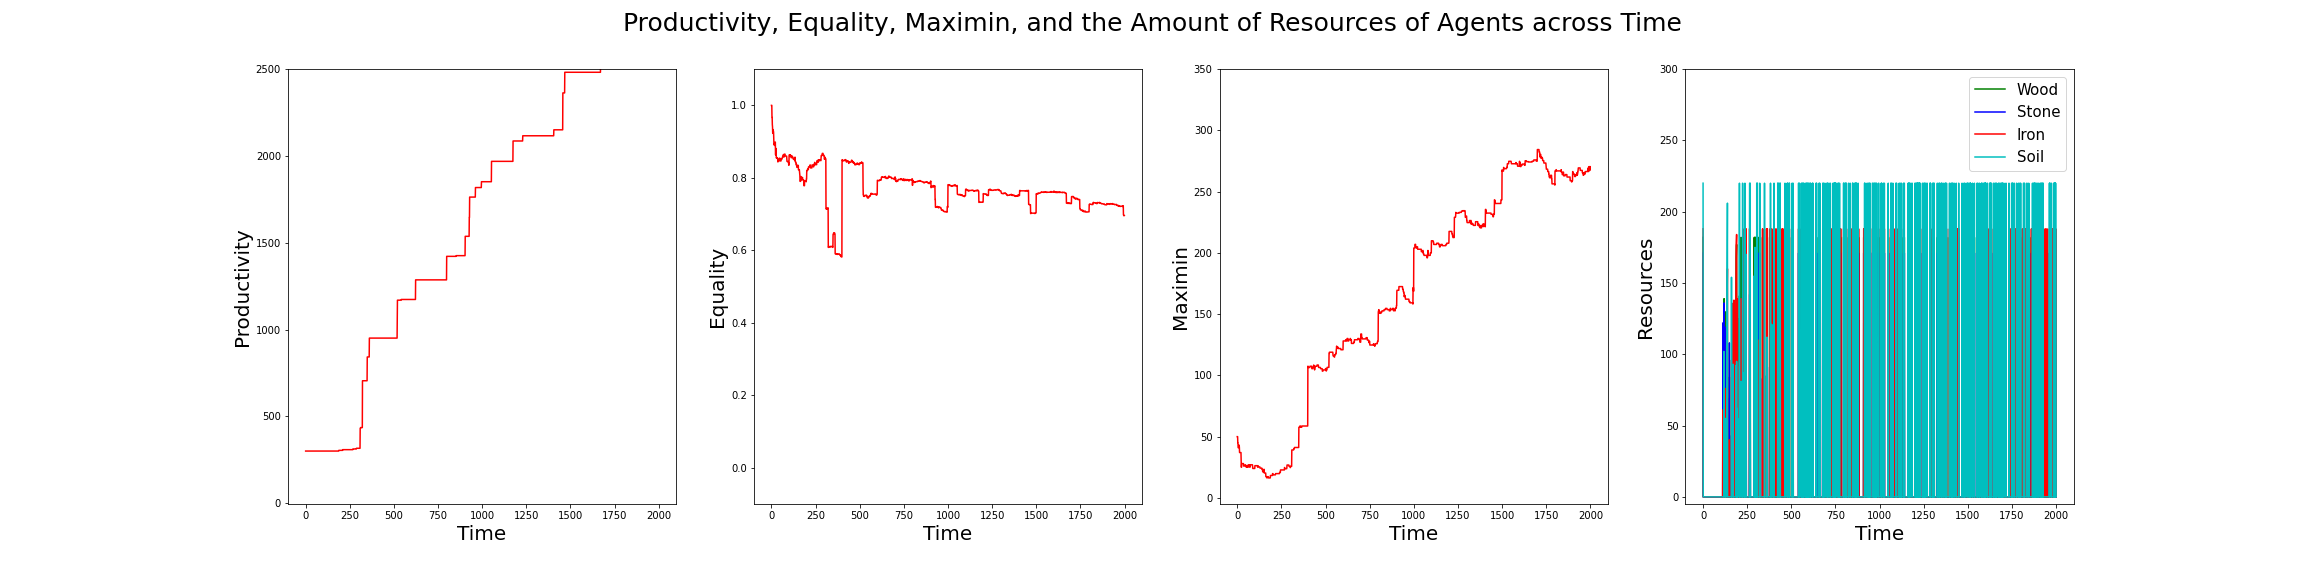 Productivity, Equality, Maximin, and the Amount of Resources of Agents across Time
Productivity
2500
2000
1500
1000
500
0
0 250 500 750 1000 1250 1500 1750 2000
Time
Equality
1.0
0.8
0.6
0.4
0.2
0.0
0 250 500 750 1000 1250 1500 1750 2000
Time
Maximin
350
300
250
200
150
100
50
0
0 250 500 750 1000 1250 1500 1750 2000
Time
Resources
300
250
200
150
100
50
0
0 250 500 750 1000 1250 1500 1750 2000
Time
Wood
Stone
Iron
Soil